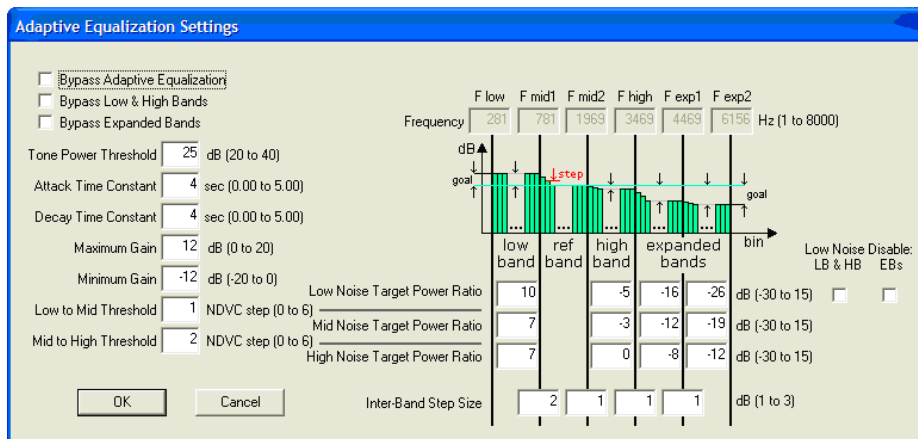 Adaptive Equalization Settings
Bypass Adaptive Equalization
Bypass Low & High Bands
Bypass Expanded Bands
Tone Power Threshold 25 dB (20 to 40)
Attack Time Constant 4 sec (0.00 to 5.00)
Decay Time Constant 4 sec (0.00 to 5.00)
Maximum Gain 12 dB (0 to 20)
Minimum Gain -12 dB (-20 to 0)
Low to Mid Threshold 1 NDVC step (0 to 6)
Mid to High Threshold 2 NDVC step (0 to 6)
OK Cancel
F low F mid1 F mid2 F high F exp1 F exp2
Frequency 281 781 1969 3469 4469 6156 Hz (1 to 8000)
dB
step
goal
goal
... ... ... ... ...
bin
low band
ref band
high band
expanded bands
Low Noise Disable:
LB & HB EBs
Low Noise Target Power Ratio 10 -5 -16 -26 dB (-30 to 15)
Mid Noise Target Power Ratio 7 -3 -12 -19 dB (-30 to 15)
High Noise Target Power Ratio 7 0 -8 -12 dB (-30 to 15)
Inter-Band Step Size 2 1 1 1 dB (1 to 3)